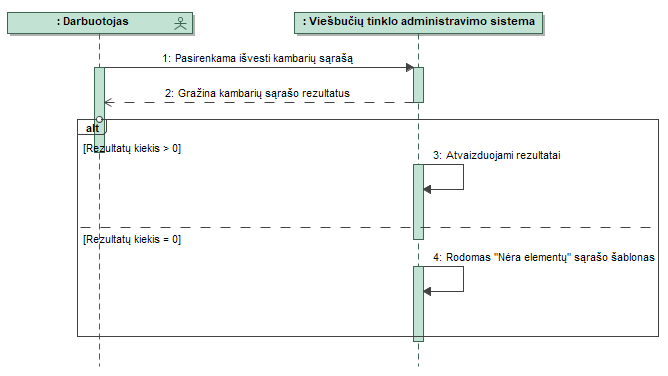 : Darbuotojas
: Viešbučių tinklo administravimo sistema
1: Pasirenkama išvesti kambarių sąrašą
2: Gražina kambarių sąrašo rezultatus
alt
[Rezultatų kiekis > 0]
3: Atvaizduojami rezultatai
[Rezultatų kiekis = 0]
4: Rodomas "Nėra elementų" sąrašo šablonas